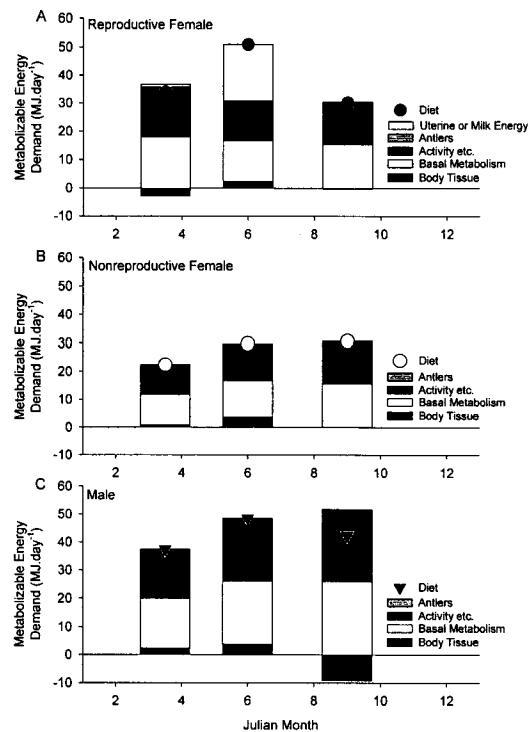 A
Reproductive Female
Metabolizable Energy
Demand (MJ.day-1)
60
50
40
30
20
10
0
-10
2
4
6
8
10
12
Diet
Uterine or Milk Energy
Antlers
Activity etc.
Basal Metabolism
Body Tissue
B
Nonreproductive Female
Metabolizable Energy
Demand (MJ.day-1)
60
50
40
30
20
10
0
-10
2
4
6
8
10
12
Diet
Antlers
Activity etc.
Basal Metabolism
Body Tissue
C
Male
Metabolizable Energy
Demand (MJ.day-1)
60
50
40
30
20
10
0
-10
2
4
6
8
10
12
Diet
Antlers
Activity etc.
Basal Metabolism
Body Tissue
Julian Month